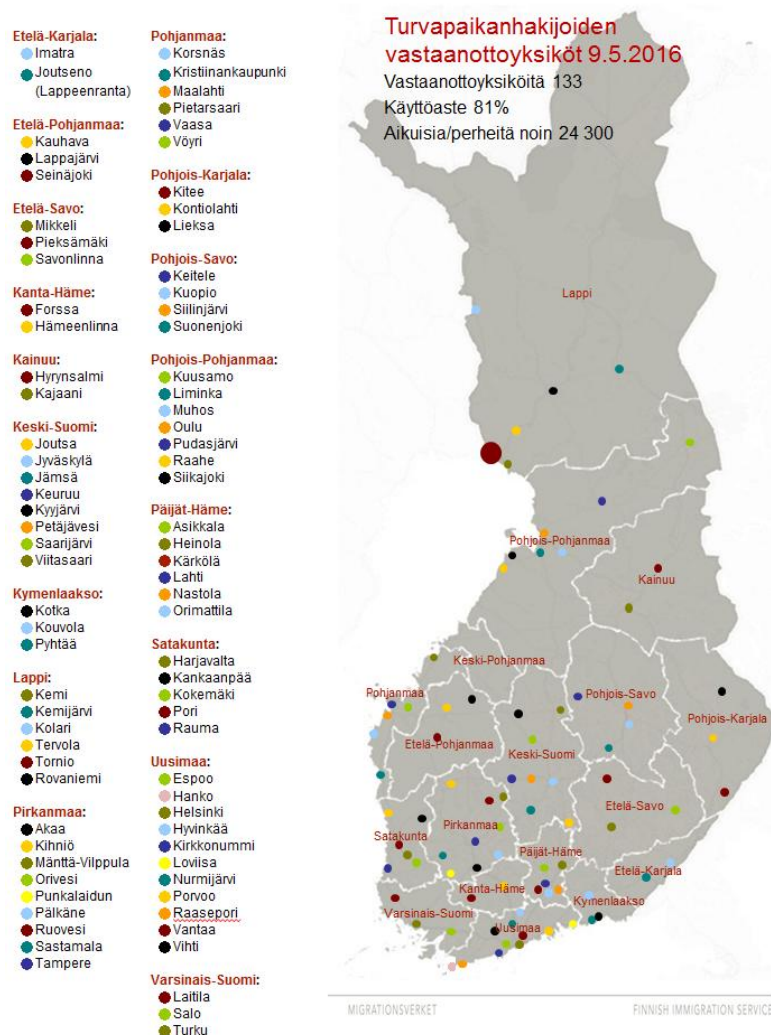 Etelä-Karjala:
Imatra
Joutseno
(Lappeenranta)
Etelä-Pohjanmaa:
Kauhava
Lappajärvi
Seinäjoki
Etelä-Savo:
Mikkeli
Pieksämäki
Savonlinna
Kanta-Häme:
Forssa
Hämeenlinna
Kainuu:
Hyrynsalmi
Kajaani
Keski-Suomi:
Joutsa
Jyväskylä
Jämsä
Keuruu
Kyyjärvi
Petäjävesi
Saarijärvi
Viitasaari
Kymenlaakso:
Kotka
Kouvola
Pyhtää
Lappi:
Kemi
Kemijärvi
Kolari
Tervola
Tornio
Rovaniemi
Pirkanmaa:
Akaa
Kihniö
Mänttä-Vilppula
Orivesi
Punkalaidun
Pälkäne
Ruovesi
Sastamala
Tampere
Pohjanmaa:
Korsnäs
Kristiinankaupunki
Maalahti
Pietarsaari
Vaasa
Vöyri
Pohjois-Karjala:
Kitee
Kontiolahti
Lieksa
Pohjois-Savo:
Keitele
Kuopio
Siilinjärvi
Suonenjoki
Pohjois-Pohjanmaa:
Kuusamo
Liminka
Muhos
Oulu
Pudasjärvi
Raahe
Siikajoki
Päijät-Häme:
Asikkala
Heinola
Kärkölä
Lahti
Nastola
Orimattila
Satakunta:
Harjavalta
Kankaanpää
Kokemäki
Pori
Rauma
Uusimaa:
Espoo
Hanko
Helsinki
Hyvinkää
Kirkkonummi
Loviisa
Nurmijärvi
Porvoo
Raasepori
Vantaa
Vihti
Varsinais-Suomi:
Laitila
Salo
Turku
Turvapaikanhakijoiden
vastaanottoyksiköt 9.5.2016
Vastaanottoyksiköitä 133
Käyttöaste 81%
Aikuisia/perheitä noin 24 300
Lappi
Pohjois-Pohjanmaa
Kainuu
Keski-Pohjanmaa
Pohjanmaa
Pohjois-Savo
Pohjois-Karjala
Etelä-Pohjanmaa
Keski-Suomi
Etelä-Savo
Pirkanmaa
Satakunta
Päijät-Häme
Etelä-Karjala
Kanta-Häme
Kymenlaakso
Varsinais-Suomi
Uusimaa
MIGRATIONSVERKET
FINNISH IMMIGRATION SERVICE